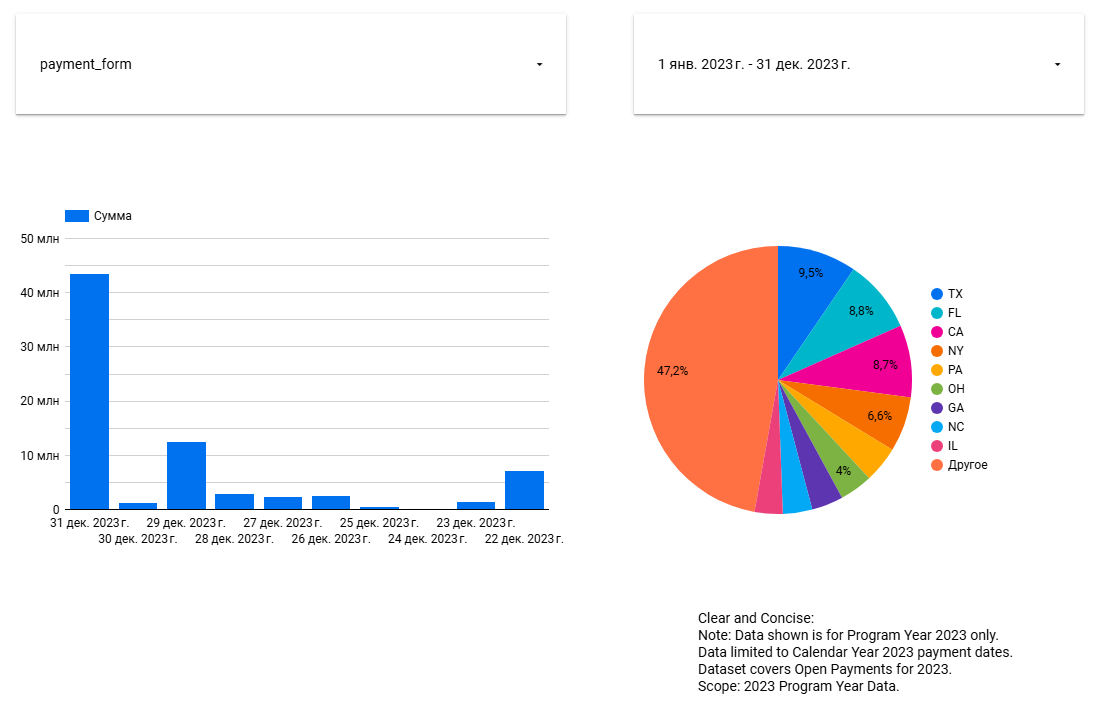 payment_form
1 янв. 2023 г. - 31 дек. 2023 г.
Сумма
50 млн
40 млн
30 млн
20 млн
10 млн
0
31 дек. 2023 г.
30 дек. 2023 г.
29 дек. 2023 г.
28 дек. 2023 г.
27 дек. 2023 г.
26 дек. 2023 г.
25 дек. 2023 г.
24 дек. 2023 г.
23 дек. 2023 г.
22 дек. 2023 г.
9,5%
8,8%
8,7%
6,6%
4%
47,2%
TX
FL
CA
NY
PA
OH
GA
NC
IL
Другое
Clear and Concise:
Note: Data shown is for Program Year 2023 only.
Data limited to Calendar Year 2023 payment dates.
Dataset covers Open Payments for 2023.
Scope: 2023 Program Year Data.